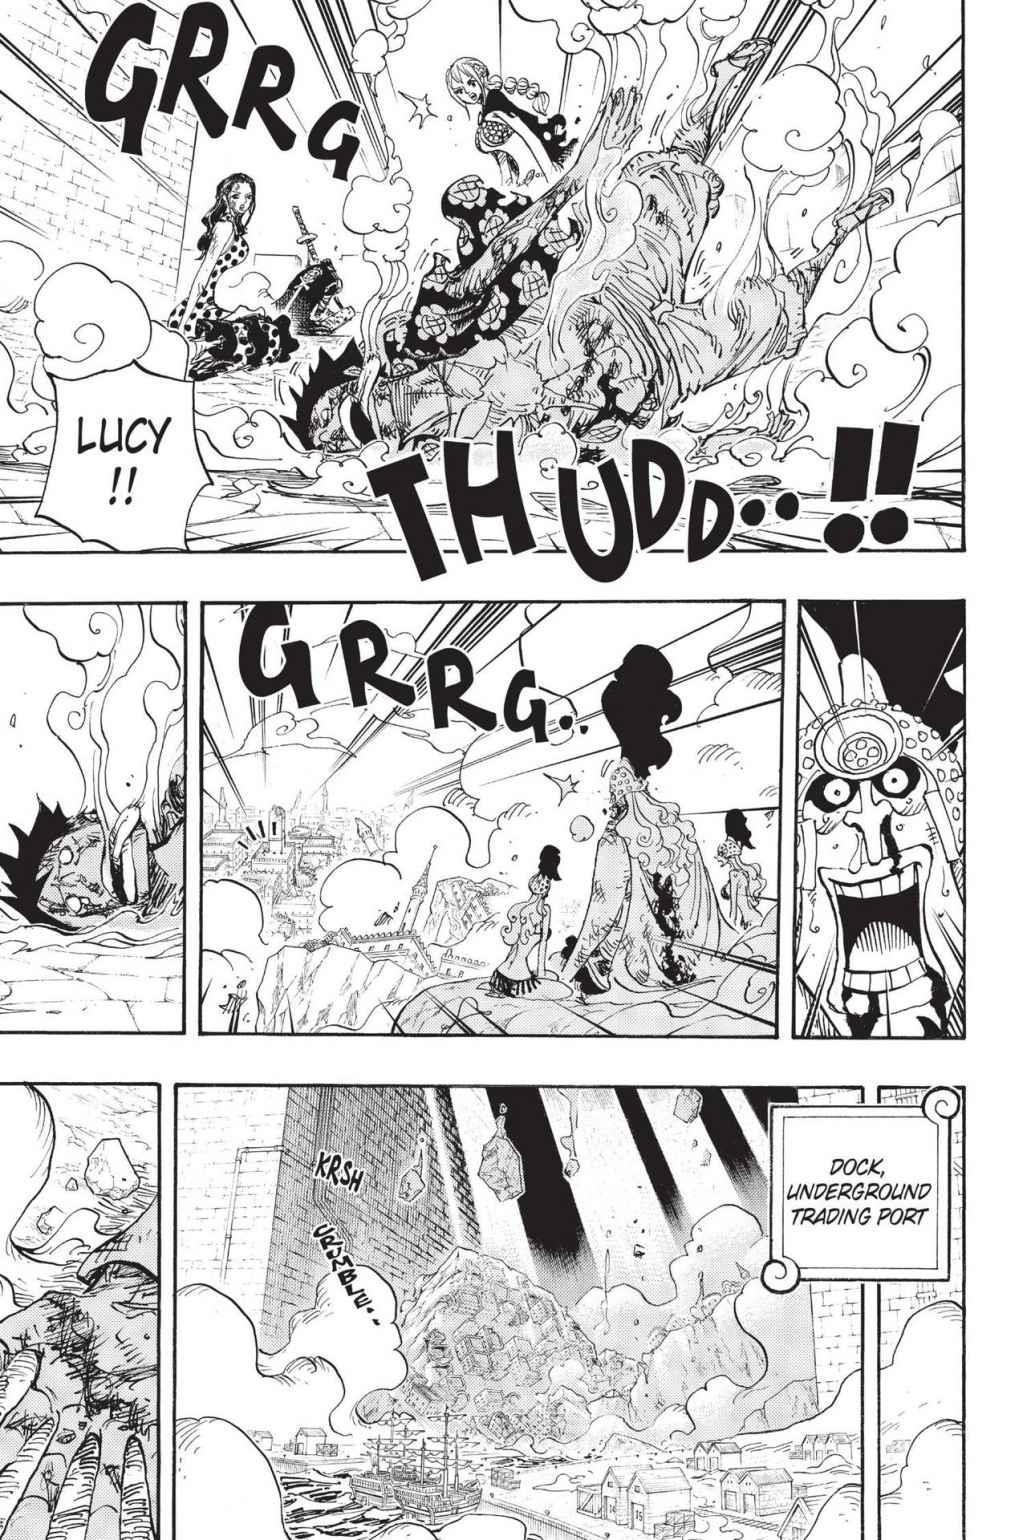 GRRG
LUCY
!!
THUDD..!!
GRRG..
DOCK,
UNDERGROUND
TRADING PORT
KRSH
CRUMBLE..